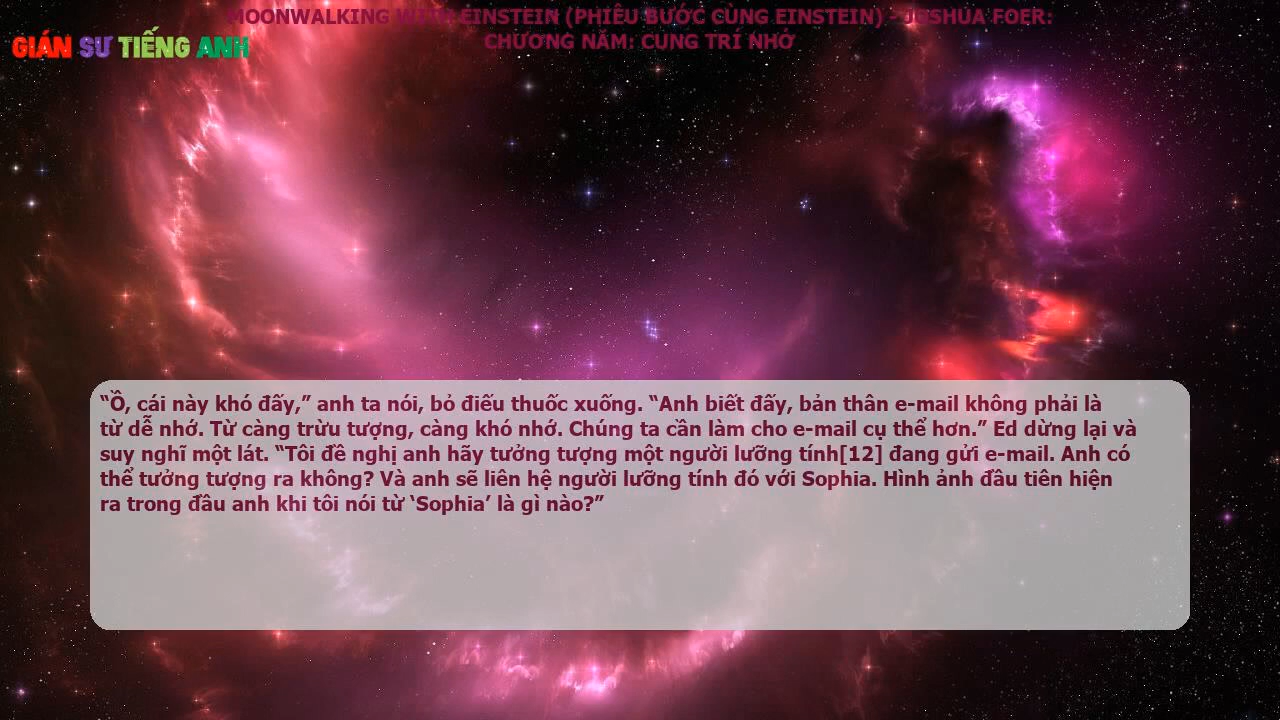 MOONWALKING WITH EINSTEIN (PHIÊU BƯỚC CÙNG EINSTEIN) - JOSHUA FOER:
CHƯƠNG NĂM: CUNG TRÍ NHỚ
GIÁN SƯ TIẾNG ANH
“Ồ, cái này khó đấy,” anh ta nói, bỏ điếu thuốc xuống. “Anh biết đấy, bản thân e-mail không phải là
từ dễ nhớ. Từ càng trừu tượng, càng khó nhớ. Chúng ta cần làm cho e-mail cụ thể hơn.” Ed dừng lại và
suy nghĩ một lát. “Tôi đề nghị anh hãy tưởng tượng một người lưỡng tính[12] đang gửi e-mail. Anh có
thể tưởng tượng ra không? Và anh sẽ liên hệ người lưỡng tính đó với Sophia. Hình ảnh đầu tiên hiện
ra trong đầu anh khi tôi nói từ ‘Sophia’ là gì nào?”